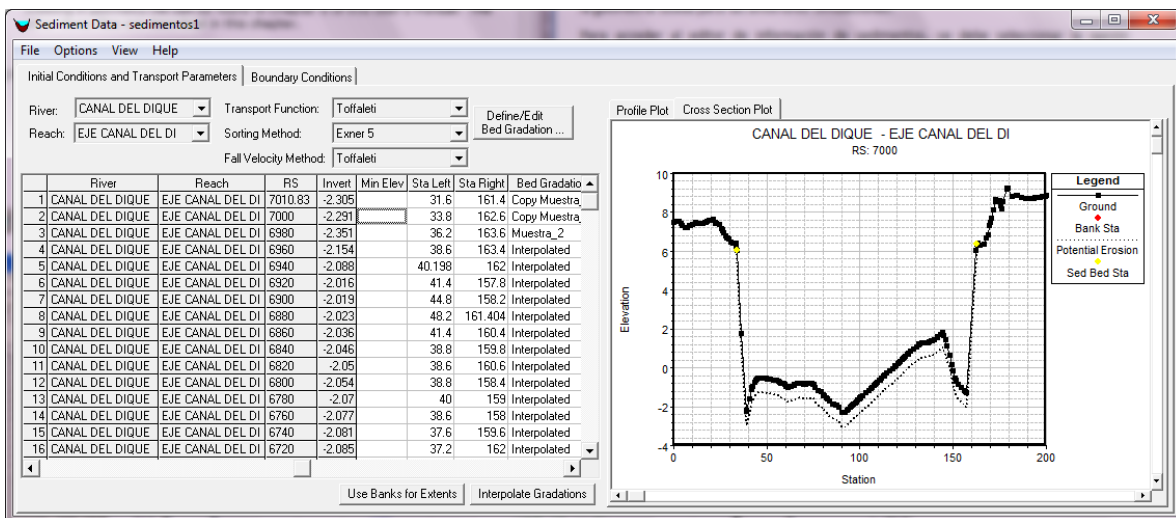 Sediment Data - sedimentos1
File Options View Help
Initial Conditions and Transport Parameters Boundary Conditions
River: CANAL DEL DIQUE Transport Function: Toffaleti Define/Edit Bed Gradation ...
Reach: EJE CANAL DEL DI Sorting Method: Exner 5
Fall Velocity Method: Toffaleti
River Reach RS Invert Min Elev Sta Left Sta Right Bed Gradatio
1 CANAL DEL DIQUE EJE CANAL DEL DI 7010.83 -2.305 31.6 161.4 Copy Muestra_
2 CANAL DEL DIQUE EJE CANAL DEL DI 7000 -2.291 33.8 162.6 Copy Muestra_
3 CANAL DEL DIQUE EJE CANAL DEL DI 6980 -2.351 36.2 163.6 Muestra_2
4 CANAL DEL DIQUE EJE CANAL DEL DI 6960 -2.154 38.6 163.4 Interpolated
5 CANAL DEL DIQUE EJE CANAL DEL DI 6940 -2.088 40.198 162 Interpolated
6 CANAL DEL DIQUE EJE CANAL DEL DI 6920 -2.016 41.4 157.8 Interpolated
7 CANAL DEL DIQUE EJE CANAL DEL DI 6900 -2.019 44.8 158.2 Interpolated
8 CANAL DEL DIQUE EJE CANAL DEL DI 6880 -2.023 48.2 161.404 Interpolated
9 CANAL DEL DIQUE EJE CANAL DEL DI 6860 -2.036 41.4 160.4 Interpolated
10 CANAL DEL DIQUE EJE CANAL DEL DI 6840 -2.046 38.8 159.8 Interpolated
11 CANAL DEL DIQUE EJE CANAL DEL DI 6820 -2.05 38.6 160.6 Interpolated
12 CANAL DEL DIQUE EJE CANAL DEL DI 6800 -2.054 38.8 158.4 Interpolated
13 CANAL DEL DIQUE EJE CANAL DEL DI 6780 -2.07 40 159 Interpolated
14 CANAL DEL DIQUE EJE CANAL DEL DI 6760 -2.077 38.6 158 Interpolated
15 CANAL DEL DIQUE EJE CANAL DEL DI 6740 -2.081 37.6 159.6 Interpolated
16 CANAL DEL DIQUE EJE CANAL DEL DI 6720 -2.085 37.2 162 Interpolated
Use Banks for Extents Interpolate Gradations
Profile Plot Cross Section Plot
CANAL DEL DIQUE - EJE CANAL DEL DI
RS: 7000
10
8
6
4
2
0
-2
-4
Elevation
0 50 100 150 200
Station
Legend
Ground
Bank Sta
Potential Erosion
Sed Bed Sta